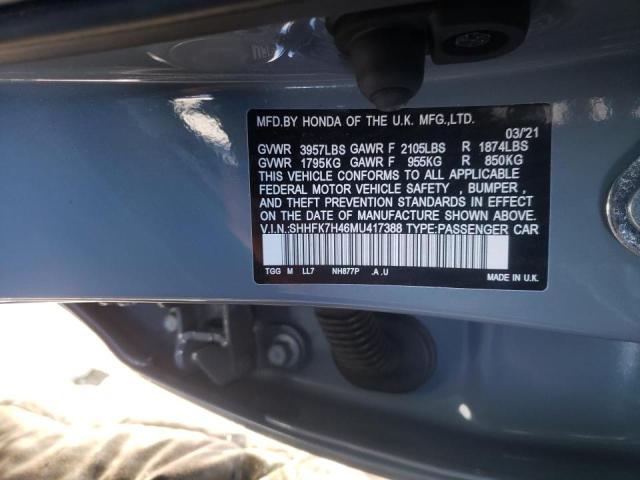 MFD.BY HONDA OF THE U.K. MFG.,LTD.
03/'21
GVWR 3957LBS GAWR F 2105LBS R 1874LBS
GVWR 1795KG GAWR F 955KG R 850KG
THIS VEHICLE CONFORMS TO ALL APPLICABLE
FEDERAL MOTOR VEHICLE SAFETY , BUMPER ,
AND THEFT PREVENTION STANDARDS IN EFFECT
ON THE DATE OF MANUFACTURE SHOWN ABOVE.
V.I.N.:SHHFK7H46MU417388 TYPE:PASSENGER CAR
TGG M LL7 NH877P .A .U MADE IN U.K.